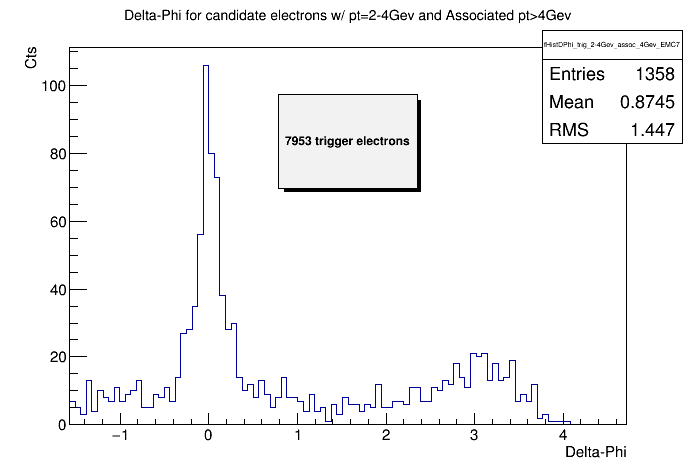 Delta-Phi for candidate electrons w/ pt=2-4Gev and Associated pt>4Gev
fHistDPhi_trig_2-4Gev_assoc_4Gev_EMC7
Entries 1358
Mean 0.8745
RMS 1.447
7953 trigger electrons
Cts
100
80
60
40
20
0
−1 0 1 2 3 4
Delta-Phi